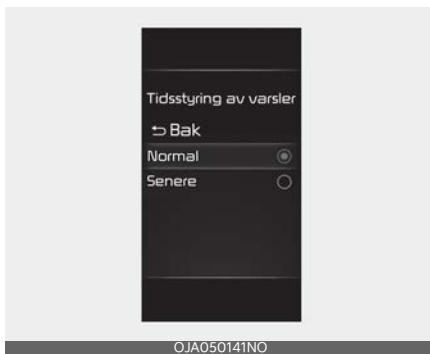 Tidsstyring av varsler
Bak
Normal
Senere
OJA050141NO